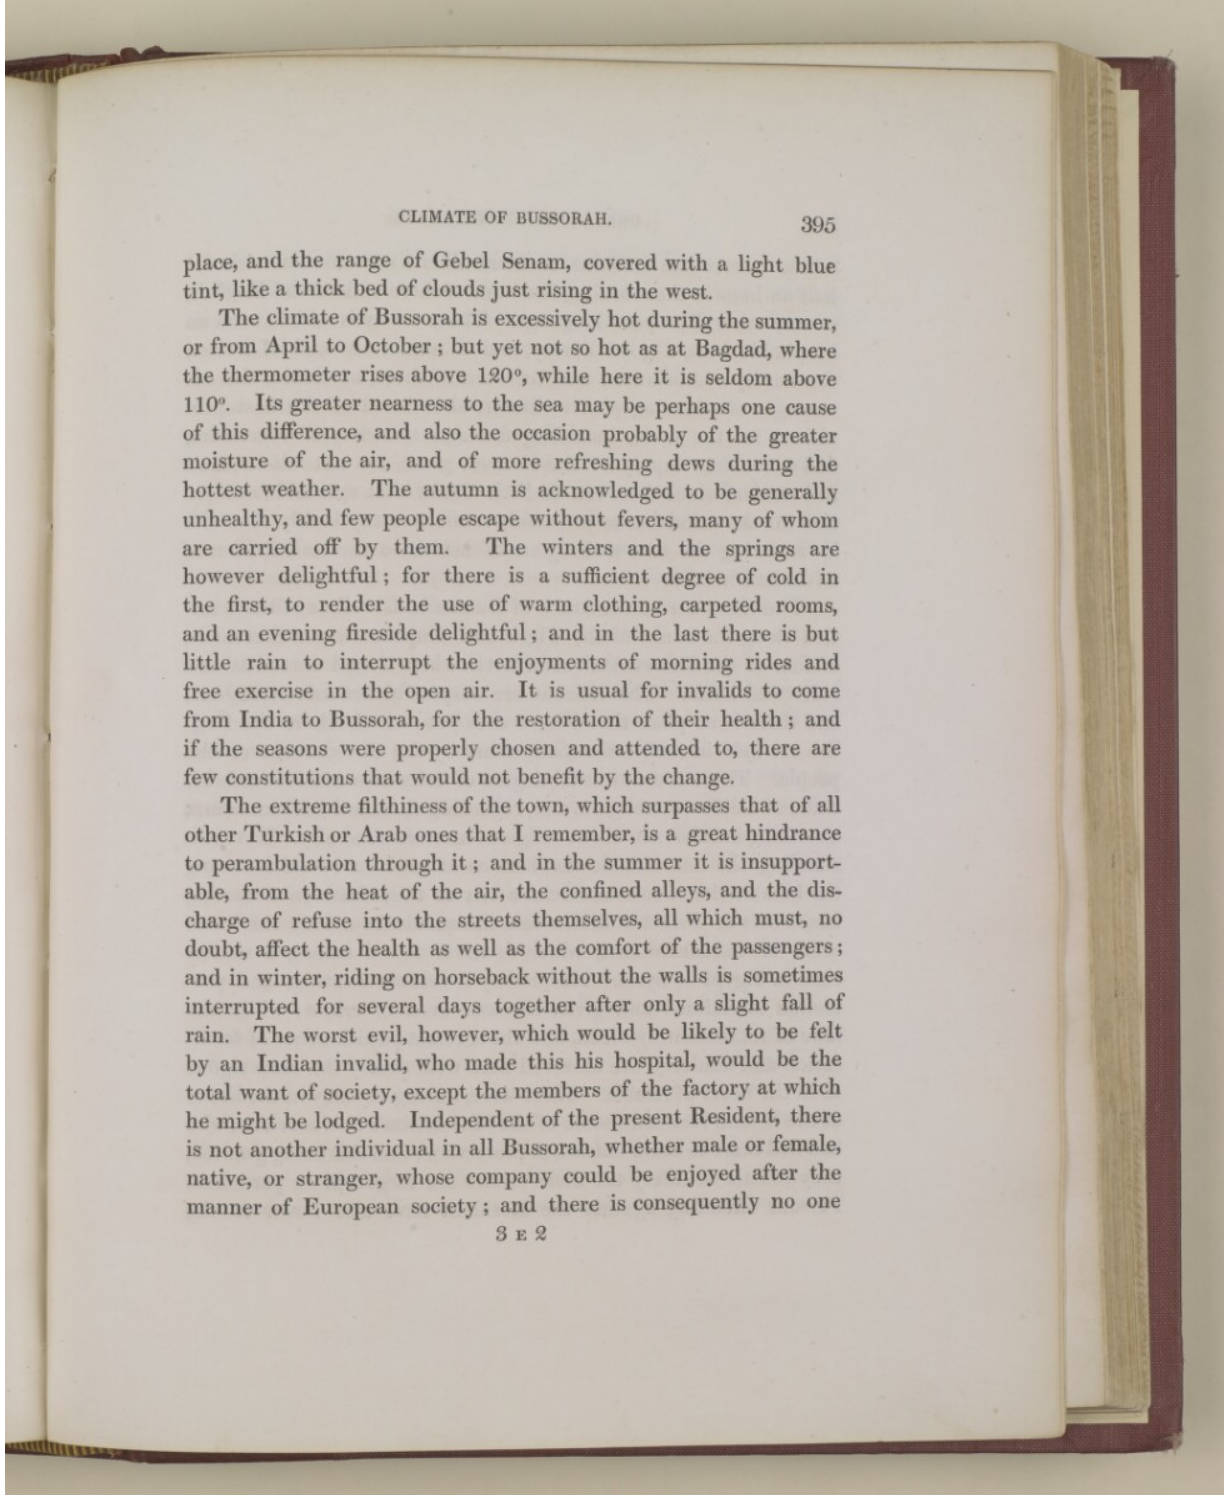 CLIMATE OF BUSSORAH. 395
place, and the range of Gebel Senam, covered with a light blue
tint, like a thick bed of clouds just rising in the west.
The climate of Bussorah is excessively hot during the summer,
or from April to October ; but yet not so hot as at Bagdad, where
the thermometer rises above 120º, while here it is seldom above
110º. Its greater nearness to the sea may be perhaps one cause
of this difference, and also the occasion probably of the greater
moisture of the air, and of more refreshing dews during the
hottest weather. The autumn is acknowledged to be generally
unhealthy, and few people escape without fevers, many of whom
are carried off by them. The winters and the springs are
however delightful ; for there is a sufficient degree of cold in
the first, to render the use of warm clothing, carpeted rooms,
and an evening fireside delightful ; and in the last there is but
little rain to interrupt the enjoyments of morning rides and
free exercise in the open air. It is usual for invalids to come
from India to Bussorah, for the restoration of their health ; and
if the seasons were properly chosen and attended to, there are
few constitutions that would not benefit by the change.
The extreme filthiness of the town, which surpasses that of all
other Turkish or Arab ones that I remember, is a great hindrance
to perambulation through it ; and in the summer it is insupport-
able, from the heat of the air, the confined alleys, and the dis-
charge of refuse into the streets themselves, all which must, no
doubt, affect the health as well as the comfort of the passengers ;
and in winter, riding on horseback without the walls is sometimes
interrupted for several days together after only a slight fall of
rain. The worst evil, however, which would be likely to be felt
by an Indian invalid, who made this his hospital, would be the
total want of society, except the members of the factory at which
he might be lodged. Independent of the present Resident, there
is not another individual in all Bussorah, whether male or female,
native, or stranger, whose company could be enjoyed after the
manner of European society ; and there is consequently no one
3 E 2